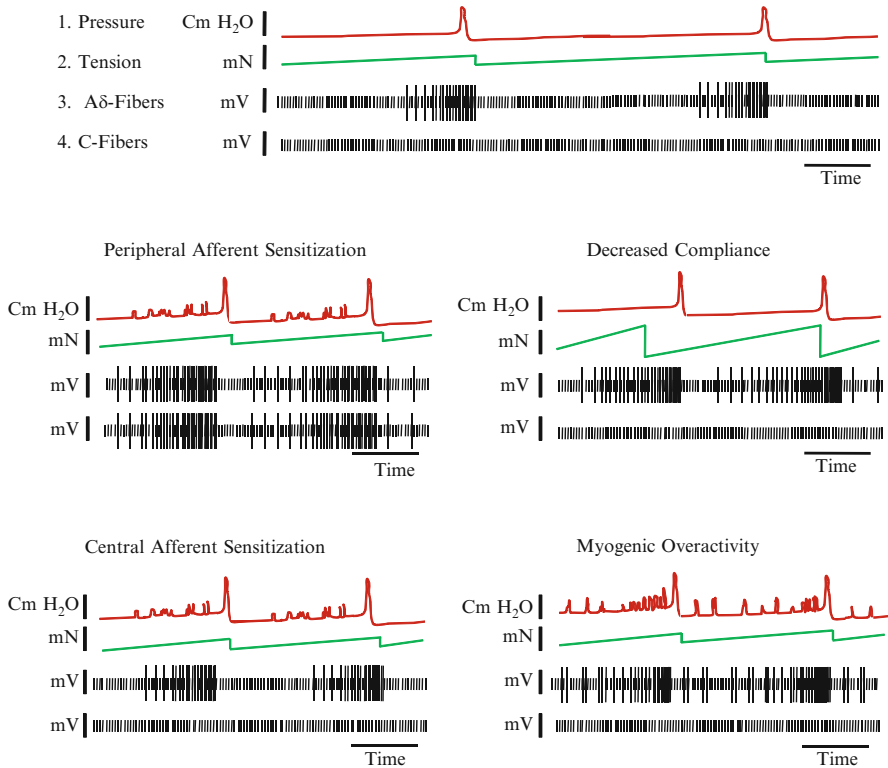 1. Pressure Cm H₂O
2. Tension mN
3. Aδ-Fibers mV
4. C-Fibers mV
Time
Peripheral Afferent Sensitization
Cm H₂O
mN
mV
mV
Time
Decreased Compliance
Cm H₂O
mN
mV
mV
Time
Central Afferent Sensitization
Cm H₂O
mN
mV
mV
Time
Myogenic Overactivity
Cm H₂O
mN
mV
mV
Time